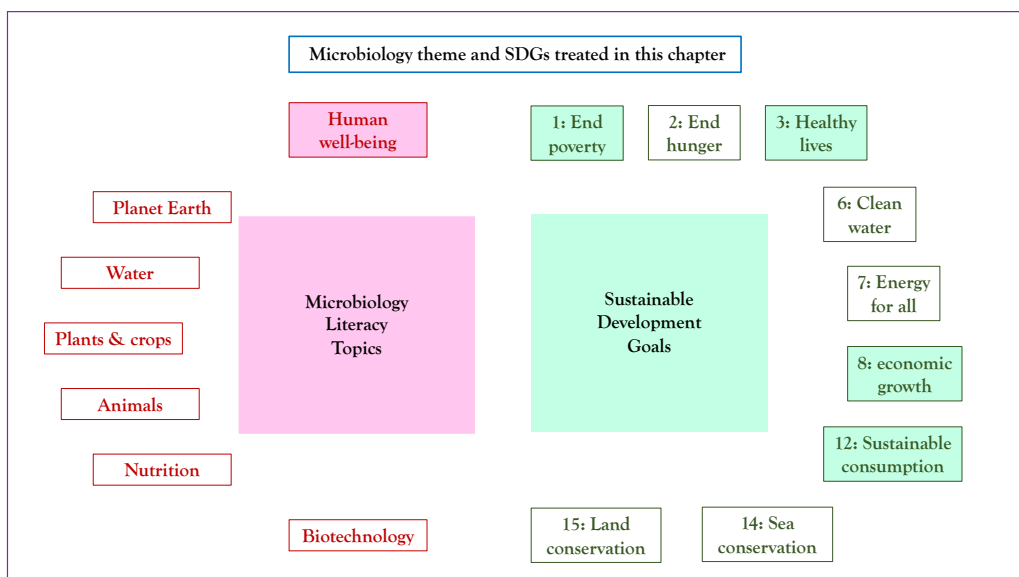 Microbiology theme and SDGs treated in this chapter
Human
well-being
1: End
poverty
2: End
hunger
3: Healthy
lives
Planet Earth
6: Clean
water
Water
7: Energy
for all
Microbiology
Literacy
Topics
Sustainable
Development
Goals
Plants & crops
8: economic
growth
Animals
12: Sustainable
consumption
Nutrition
Biotechnology
15: Land
conservation
14: Sea
conservation